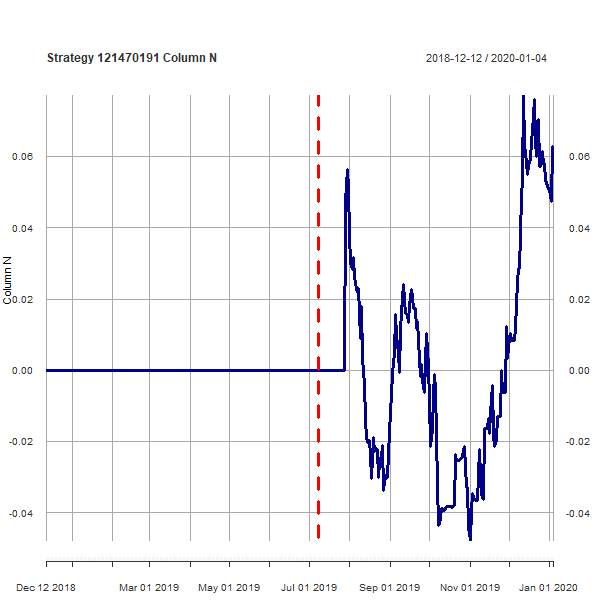 Strategy 121470191 Column N
2018-12-12 / 2020-01-04
Column N
0.06
0.04
0.02
0.00
-0.02
-0.04
0.06
0.04
0.02
0.00
-0.02
-0.04
Dec 12 2018
Mar 01 2019
May 01 2019
Jul 01 2019
Sep 01 2019
Nov 01 2019
Jan 01 2020